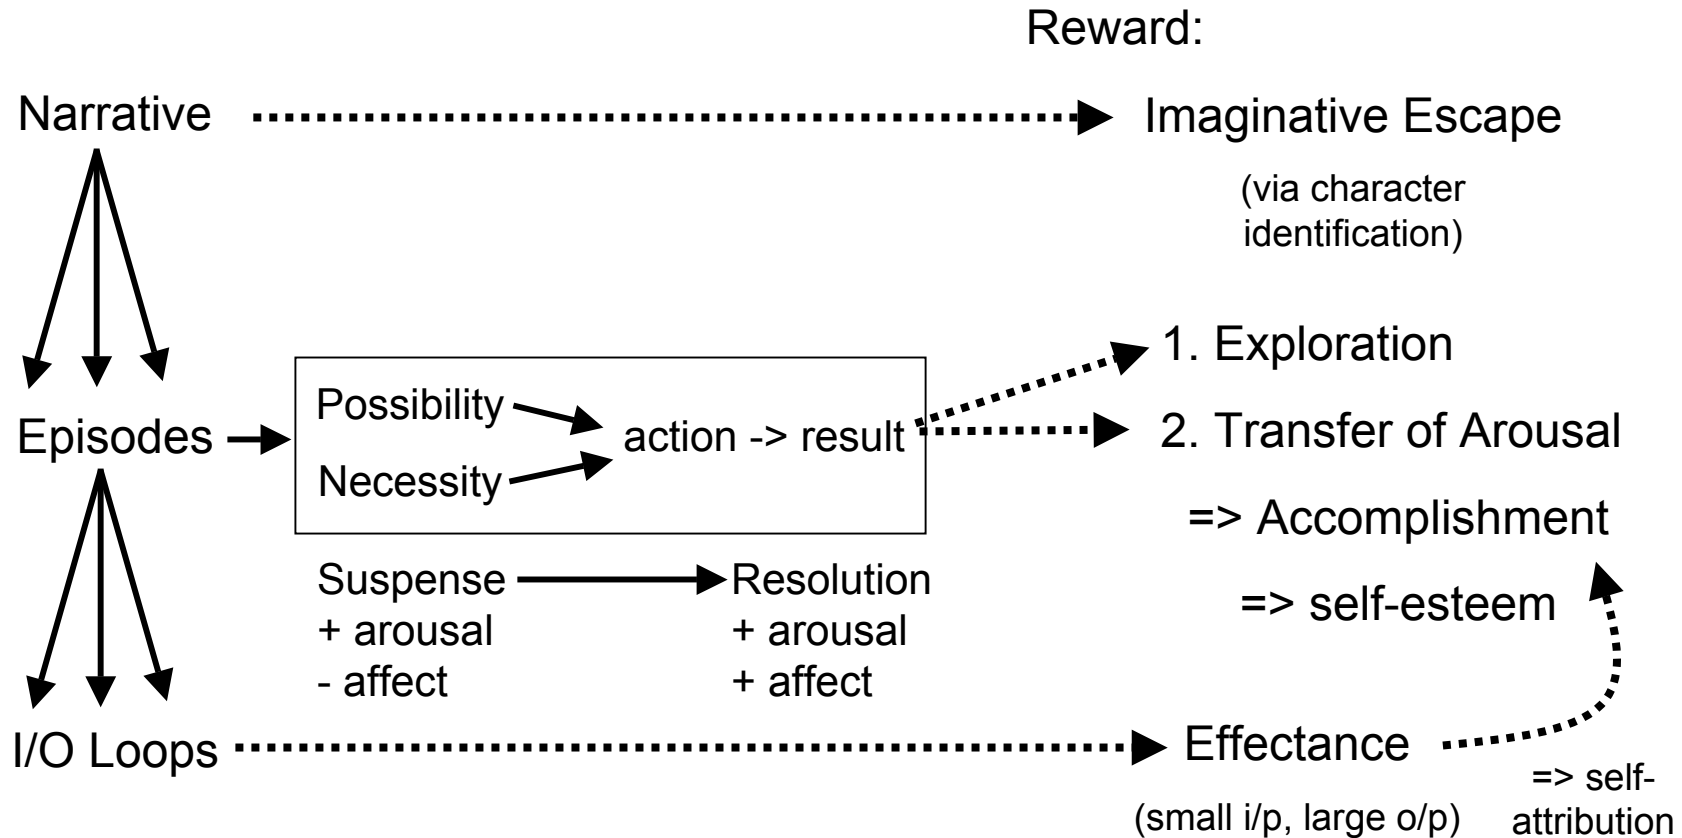 Reward:
Narrative
Imaginative Escape
(via character
identification)
1. Exploration
Possibility
Episodes
action -> result
2. Transfer of Arousal
Necessity
=> Accomplishment
Suspense
Resolution
=> self-esteem
+ arousal
+ arousal
- affect
+ affect
I/O Loops
Effectance
(small i/p, large o/p)
=> self-
attribution